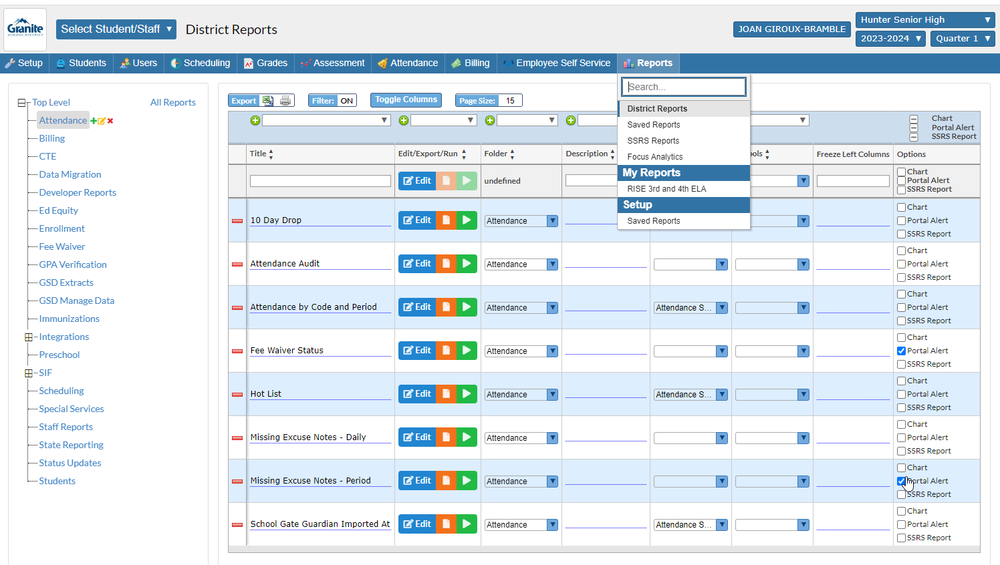 Granite
SCHOOL DISTRICT
Select Student/Staff
District Reports
JOAN GIROUX-BRAMBLE
Hunter Senior High
2023-2024
Quarter 1
Setup
Students
Users
Scheduling
Grades
Assessment
Attendance
Billing
Employee Self Service
Reports
Search...
District Reports
Saved Reports
SSRS Reports
Focus Analytics
My Reports
RISE 3rd and 4th ELA
Setup
Saved Reports
Top Level
All Reports
Attendance
Billing
CTE
Data Migration
Developer Reports
Ed Equity
Enrollment
Fee Waiver
GPA Verification
GSD Extracts
GSD Manage Data
Immunizations
Integrations
Preschool
SIF
Scheduling
Special Services
Staff Reports
State Reporting
Status Updates
Students
Export
Filter: ON
Toggle Columns
Page Size: 15
Chart
Portal Alert
SSRS Report
Title
Edit/Export/Run
Folder
Description
ols
Freeze Left Columns
Options
Edit
undefined
Chart
Portal Alert
SSRS Report
10 Day Drop
Edit
Attendance
Chart
Portal Alert
SSRS Report
Attendance Audit
Edit
Attendance
Chart
Portal Alert
SSRS Report
Attendance by Code and Period
Edit
Attendance
Attendance S...
Chart
Portal Alert
SSRS Report
Fee Waiver Status
Edit
Attendance
Chart
Portal Alert
SSRS Report
Hot List
Edit
Attendance
Attendance S...
Chart
Portal Alert
SSRS Report
Missing Excuse Notes - Daily
Edit
Attendance
Chart
Portal Alert
SSRS Report
Missing Excuse Notes - Period
Edit
Attendance
Chart
Portal Alert
SSRS Report
School Gate Guardian Imported At
Edit
Attendance
Attendance S...
Chart
Portal Alert
SSRS Report